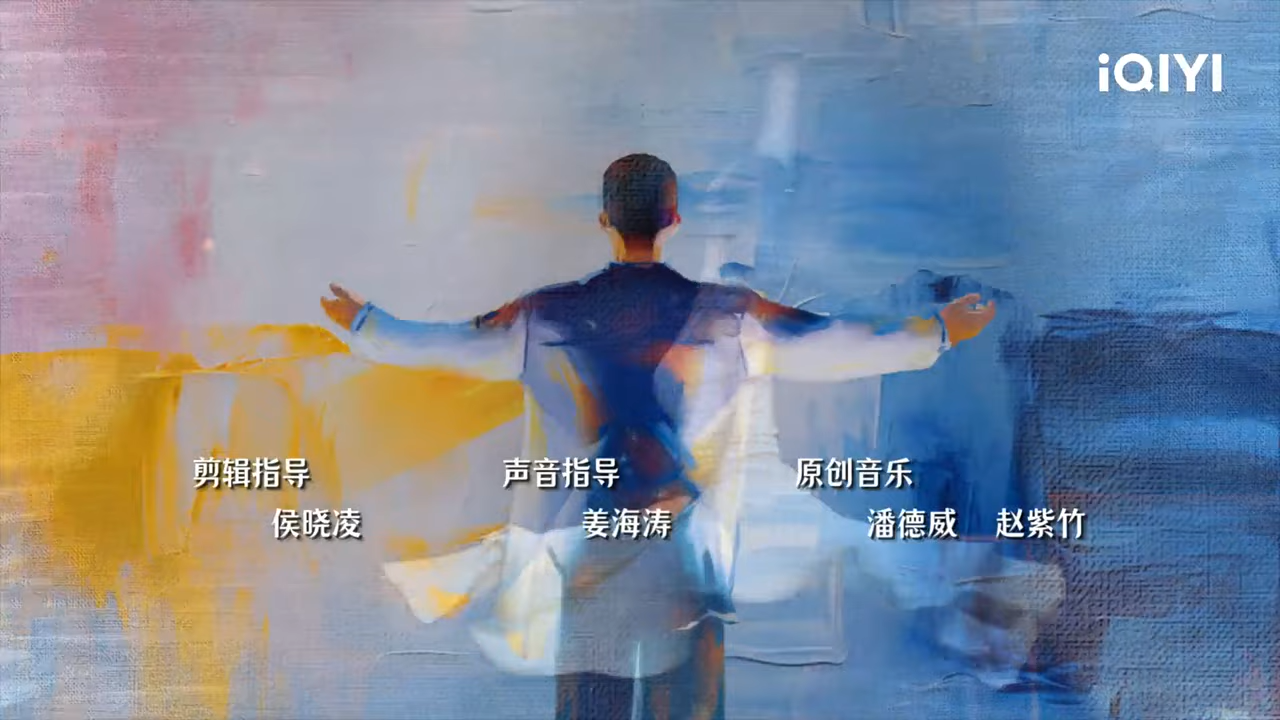 iQIYI
剪辑指导
声音指导
原创音乐
侯晓凌
姜海涛
潘德威 赵紫竹